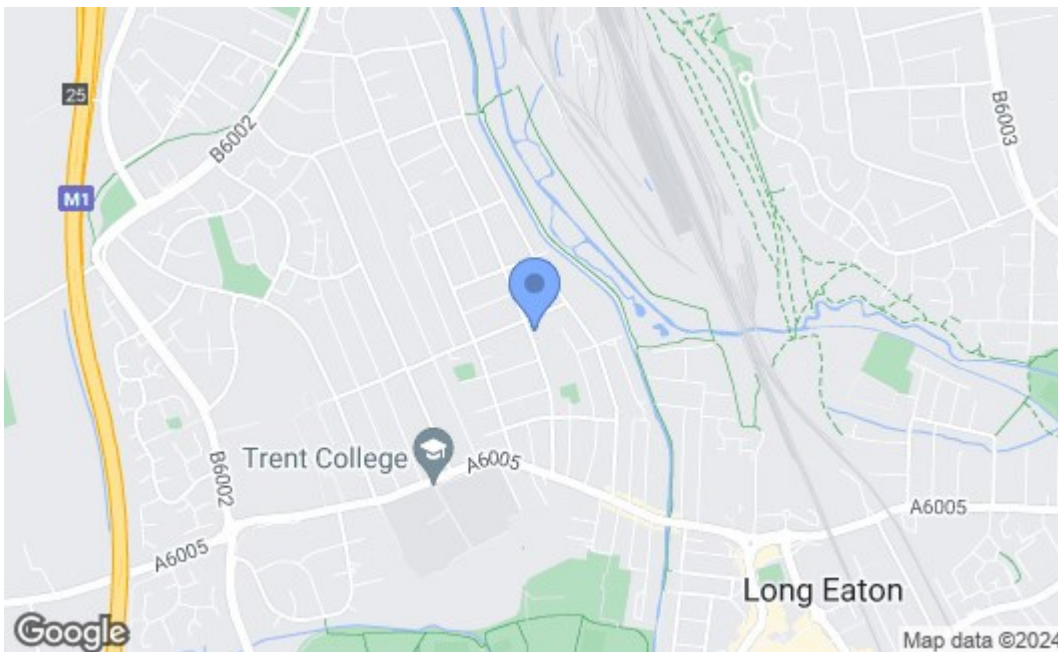 25
B6002
B6003
M1
Trent College
A6005
B6002
A6005
A6005
Long Eaton
Google
Map data ©2024